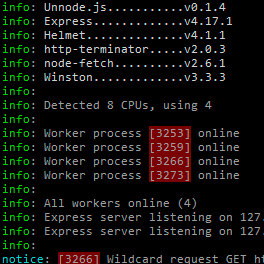 info: Unnode.js...........v0.1.4
info: Express.............v4.17.1
info: Helmet..............v4.1.1
info: http-terminator.....v2.0.3
info: node-fetch..........v2.6.1
info: Winston.............v3.3.3
info:
info: Detected 8 CPUs, using 4
info:
info: Worker process [3253] online
info: Worker process [3259] online
info: Worker process [3266] online
info: Worker process [3273] online
info:
info: All workers online (4)
info: Express server listening on 127.
info: Express server listening on 127.
info:
notice: [3266] Wildcard request GET ht